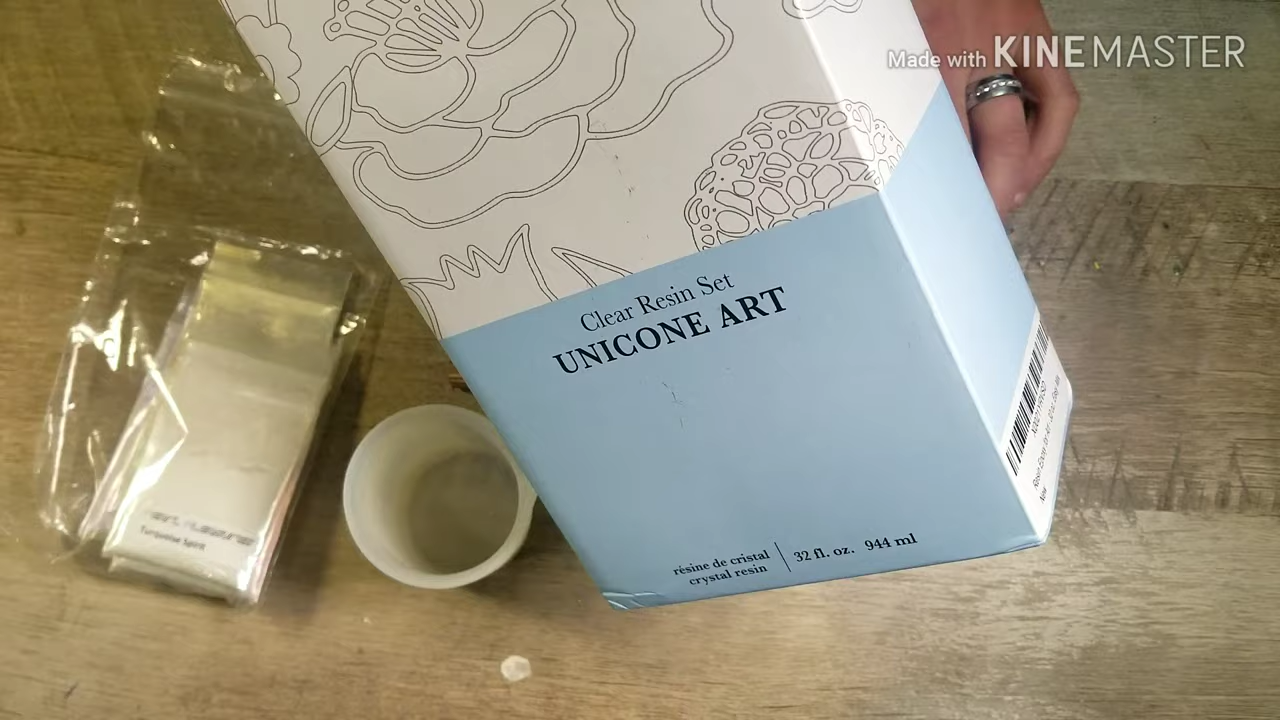 Made with KINEMASTER
Clear Resin Set
UNICONE ART
résine de cristal
crystal resin
32 fl. oz. 944 ml
Turquoise Spirit
New